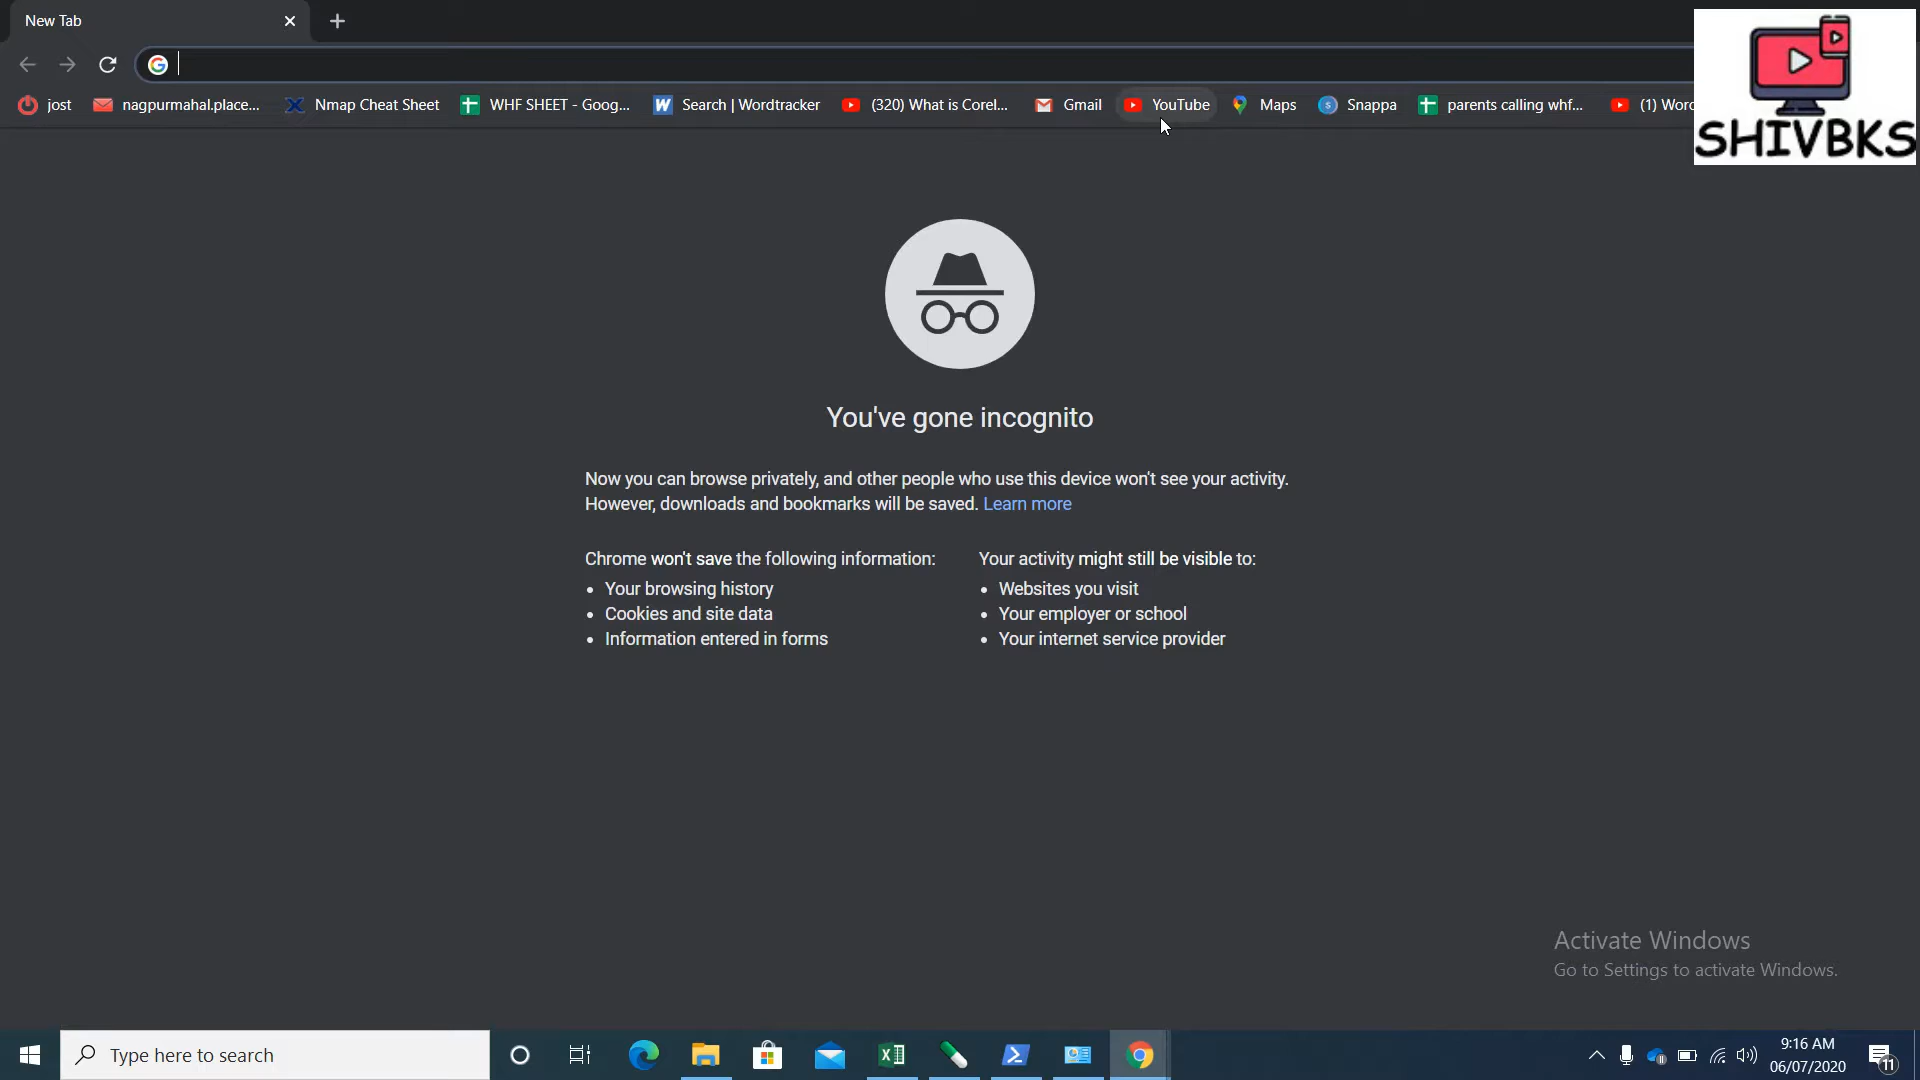 New Tab
jost
nagpurmahal.place...
Nmap Cheat Sheet
WHF SHEET - Goog...
Search | Wordtracker
(320) What is Corel...
Gmail
YouTube
Maps
Snappa
parents calling whf...
(1) Worc
SHIVBKS
You've gone incognito
Now you can browse privately, and other people who use this device won't see your activity.
However, downloads and bookmarks will be saved. Learn more
Chrome won't save the following information:
Your browsing history
Cookies and site data
Information entered in forms
Your activity might still be visible to:
Websites you visit
Your employer or school
Your internet service provider
Activate Windows
Go to Settings to activate Windows.
Type here to search
9:16 AM
06/07/2020
11